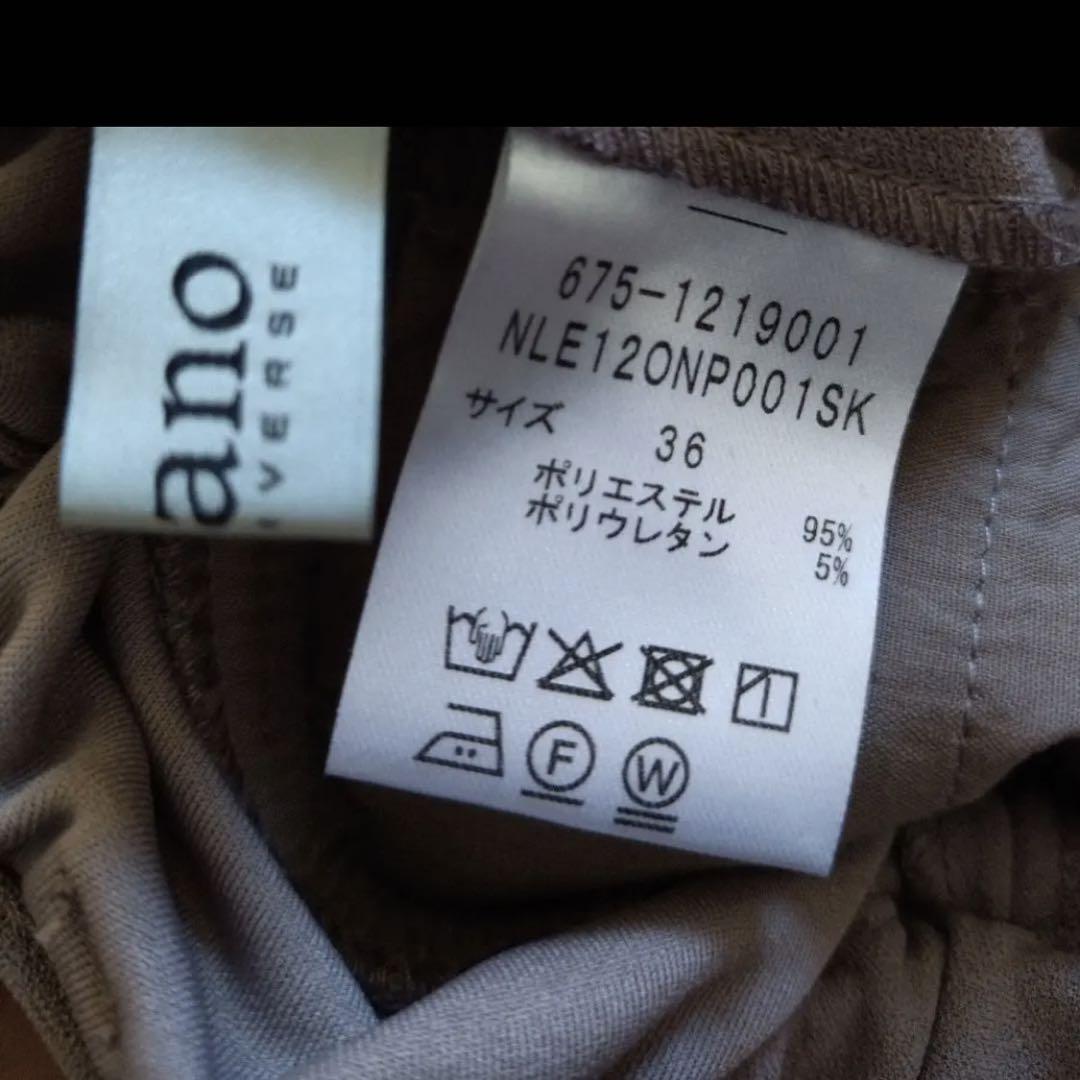 ano
VERSE
675-1219001
NLE12ONP001SK
サイズ 36
ポリエステル 95%
ポリウレタン 5%
F
W